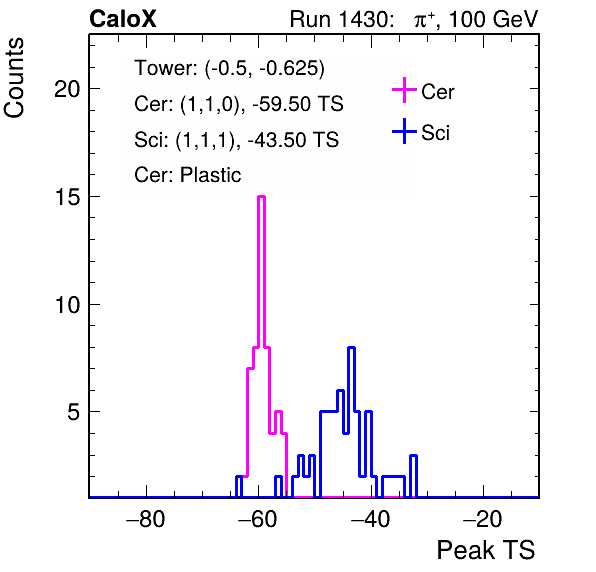 CaloX Run 1430: π⁺, 100 GeV
Counts
Tower: (-0.5, -0.625)
Cer: (1,1,0), -59.50 TS
Sci: (1,1,1), -43.50 TS
Cer: Plastic
Cer
Sci
20
15
10
5
−80 −60 −40 −20
Peak TS